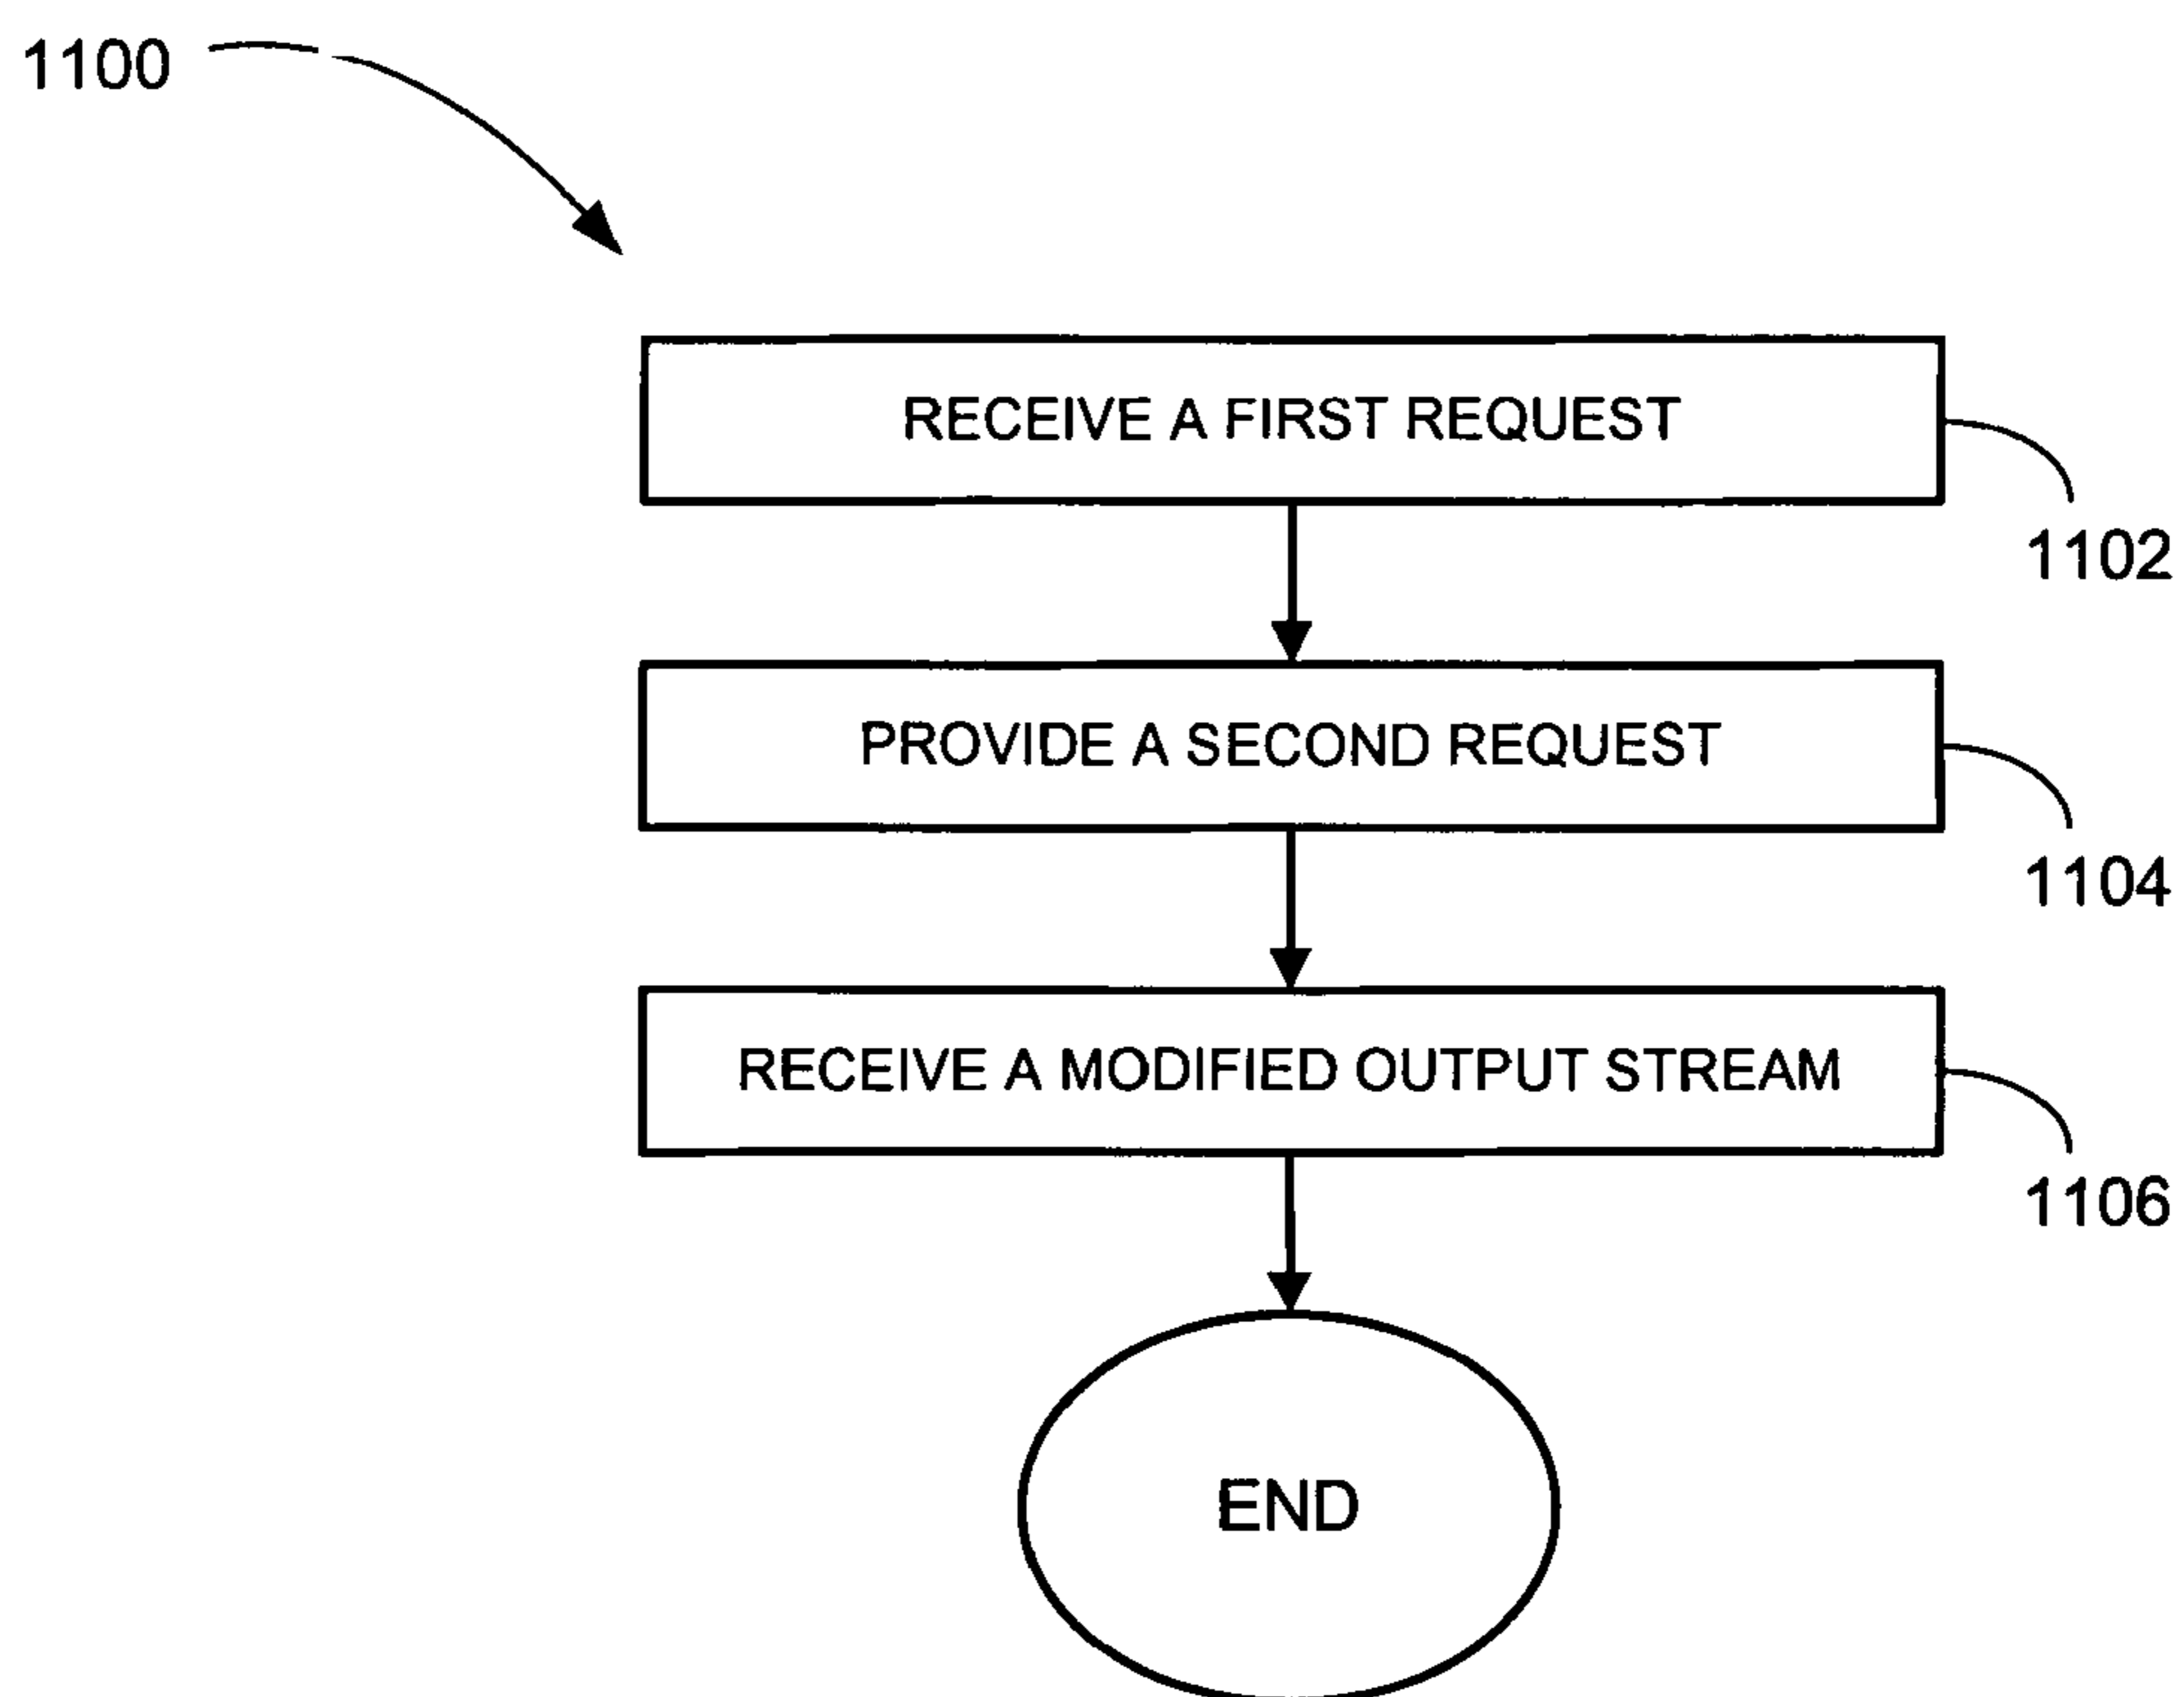 1100
RECEIVE A FIRST REQUEST
1102
PROVIDE A SECOND REQUEST
1104
RECEIVE A MODIFIED OUTPUT STREAM
1106
END